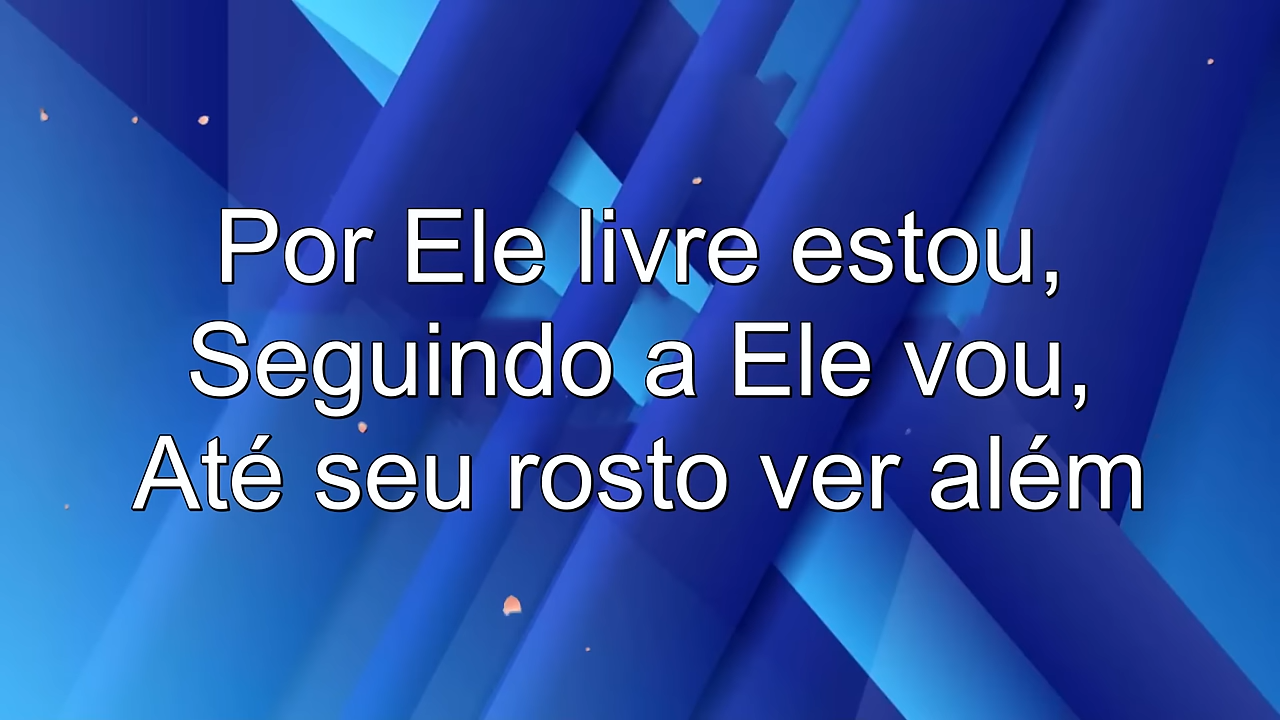 Por Ele livre estou,
Seguindo a Ele vou,
Até seu rosto ver além